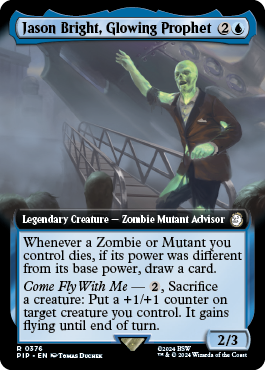 Jason Bright, Glowing Prophet 2
Legendary Creature — Zombie Mutant Advisor
Whenever a Zombie or Mutant you
control dies, if its power was different
from its base power, draw a card.
Come Fly With Me — 2, Sacrifice
a creature: Put a +1/+1 counter on
target creature you control. It gains
flying until end of turn.
2/3
R 0376
PIP • EN Tomas Duchek
©2024 BSW
™ & © 2024 Wizards of the Coast